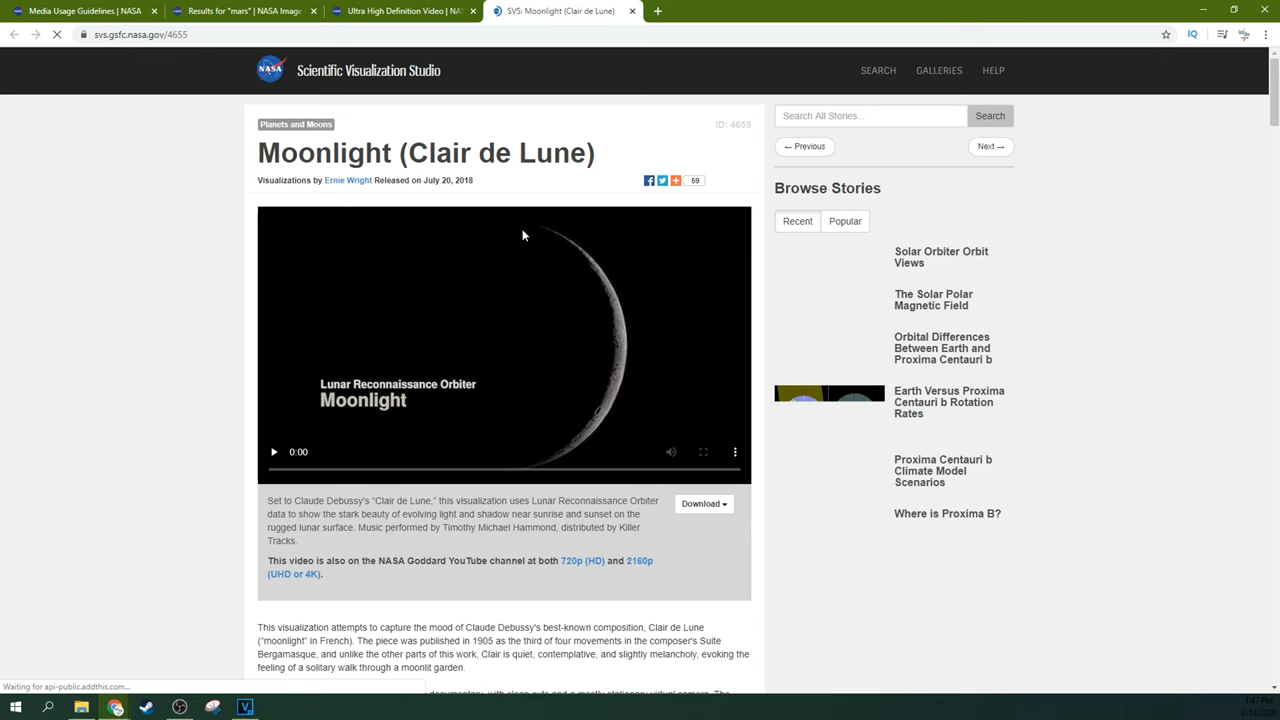 Media Usage Guidelines | NASA
Results for "mars" | NASA Image
Ultra High Definition Video | NAS
SVS: Moonlight (Clair de Lune)
svs.gsfc.nasa.gov/4655
IQ
NASA
Scientific Visualization Studio
SEARCH
GALLERIES
HELP
Planets and Moons
ID: 4655
Moonlight (Clair de Lune)
Visualizations by Ernie Wright Released on July 20, 2018
59
Lunar Reconnaissance Orbiter
Moonlight
0:00
Set to Claude Debussy's "Clair de Lune," this visualization uses Lunar Reconnaissance Orbiter
data to show the stark beauty of evolving light and shadow near sunrise and sunset on the
rugged lunar surface. Music performed by Timothy Michael Hammond, distributed by Killer
Tracks.
Download
This video is also on the NASA Goddard YouTube channel at both 720p (HD) and 2160p
(UHD or 4K).
This visualization attempts to capture the mood of Claude Debussy's best-known composition, Clair de Lune
("moonlight" in French). The piece was published in 1905 as the third of four movements in the composer's Suite
Bergamasque, and unlike the other parts of this work, Clair is quiet, contemplative, and slightly melancholy, evoking the
feeling of a solitary walk through a moonlit garden.
Search All Stories...
Search
← Previous
Next →
Browse Stories
Recent
Popular
Solar Orbiter Orbit
Views
The Solar Polar
Magnetic Field
Orbital Differences
Between Earth and
Proxima Centauri b
Earth Versus Proxima
Centauri b Rotation
Rates
Proxima Centauri b
Climate Model
Scenarios
Where is Proxima B?
Waiting for api-public.addthis.com...
7:47 PM